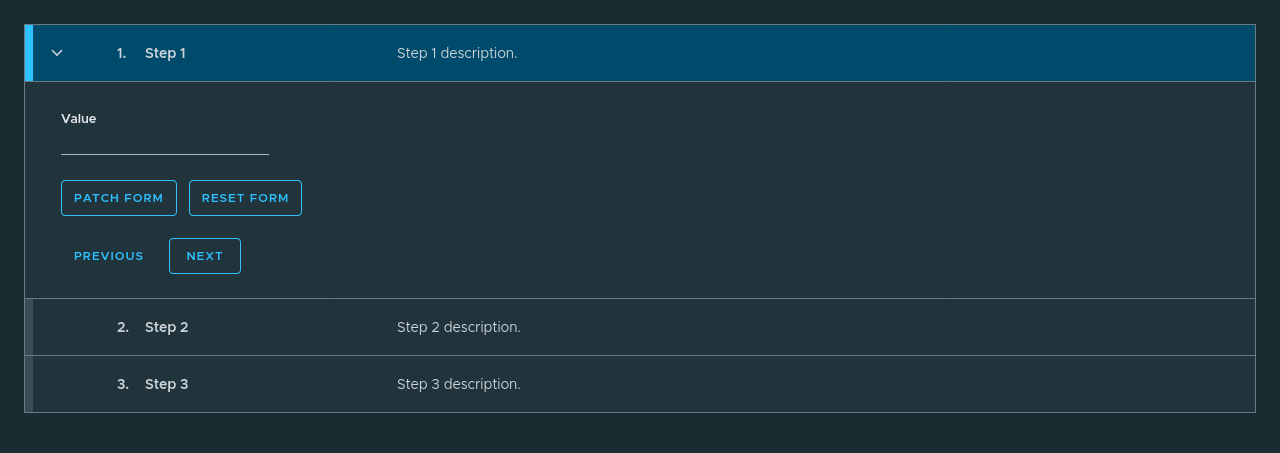 1. Step 1 Step 1 description.
Value
PATCH FORM RESET FORM
PREVIOUS NEXT
2. Step 2 Step 2 description.
3. Step 3 Step 3 description.